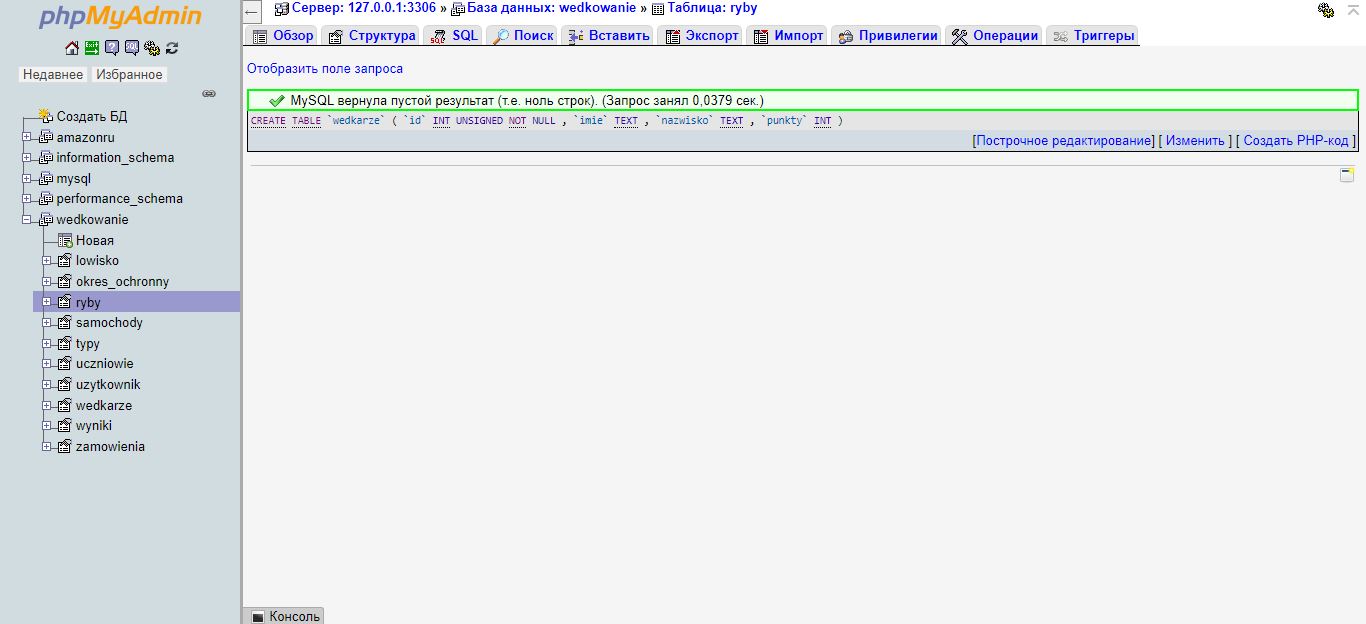 phpMyAdmin
Недавнее Избранное
Создать БД
amazonru
information_schema
mysql
performance_schema
wedkowanie
Новая
lowisko
okres_ochronny
ryby
samochody
typy
uczniowie
uzytkownik
wedkarze
wyniki
zamowienia
Сервер: 127.0.0.1:3306 » База данных: wedkowanie » Таблица: ryby
Обзор Структура SQL Поиск Вставить Экспорт Импорт Привилегии Операции Триггеры
Отобразить поле запроса
MySQL вернула пустой результат (т.е. ноль строк). (Запрос занял 0,0379 сек.)
CREATE TABLE `wedkarze` ( `id` INT UNSIGNED NOT NULL , `imie` TEXT , `nazwisko` TEXT , `punkty` INT )
[Построчное редактирование] [ Изменить ] [ Создать PHP-код ]
Консоль